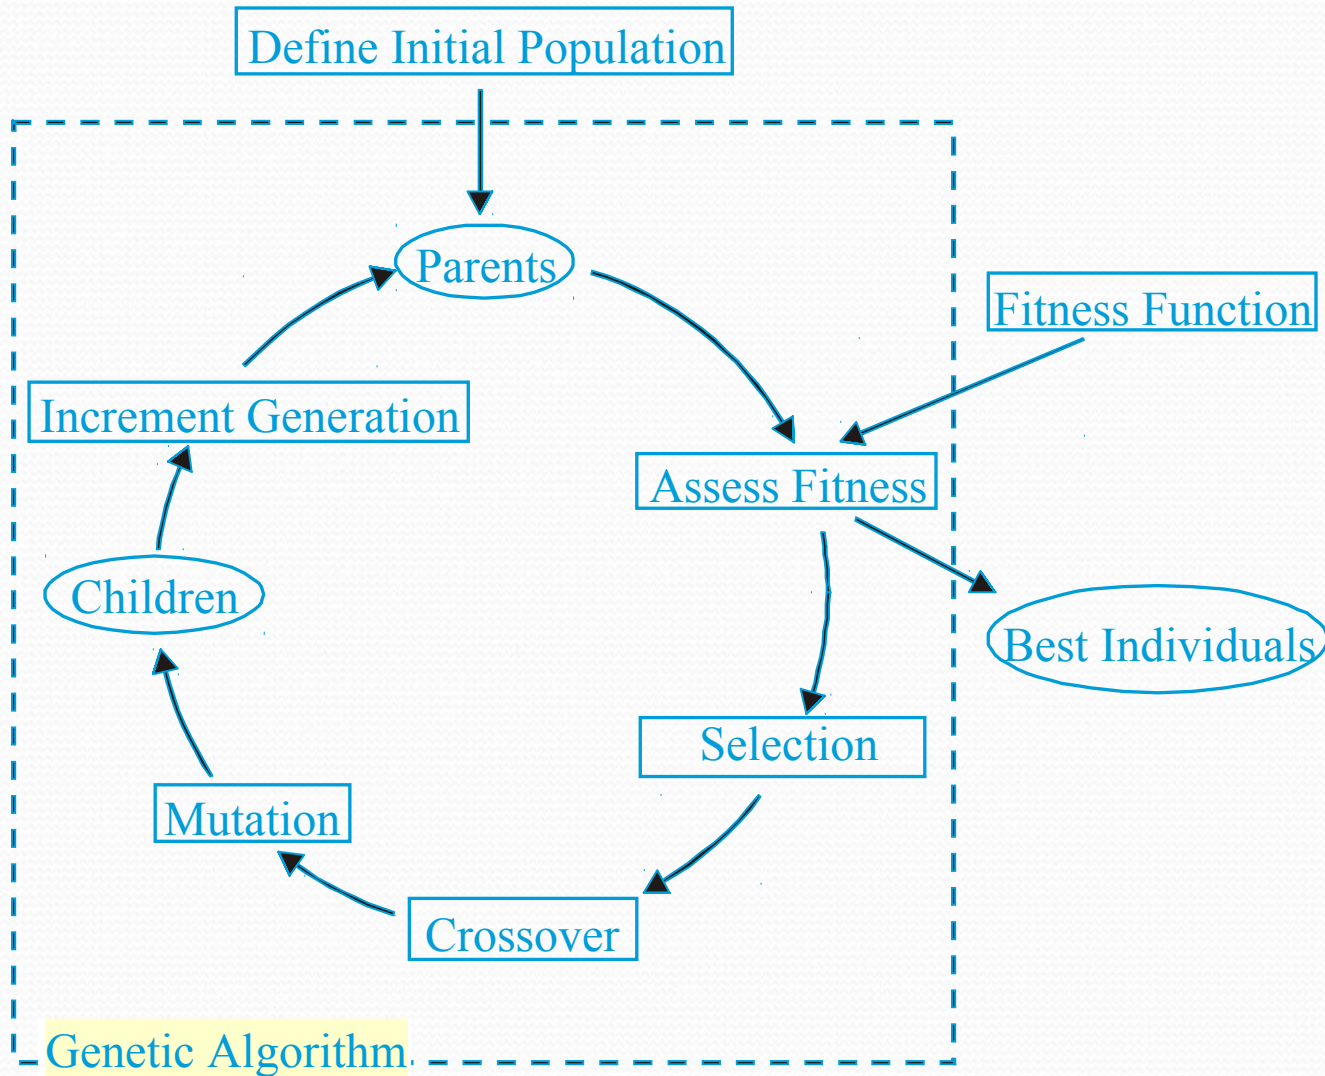 Define Initial Population
Parents
Fitness Function
Increment Generation
Assess Fitness
Children
Best Individuals
Selection
Mutation
Crossover
Genetic Algorithm